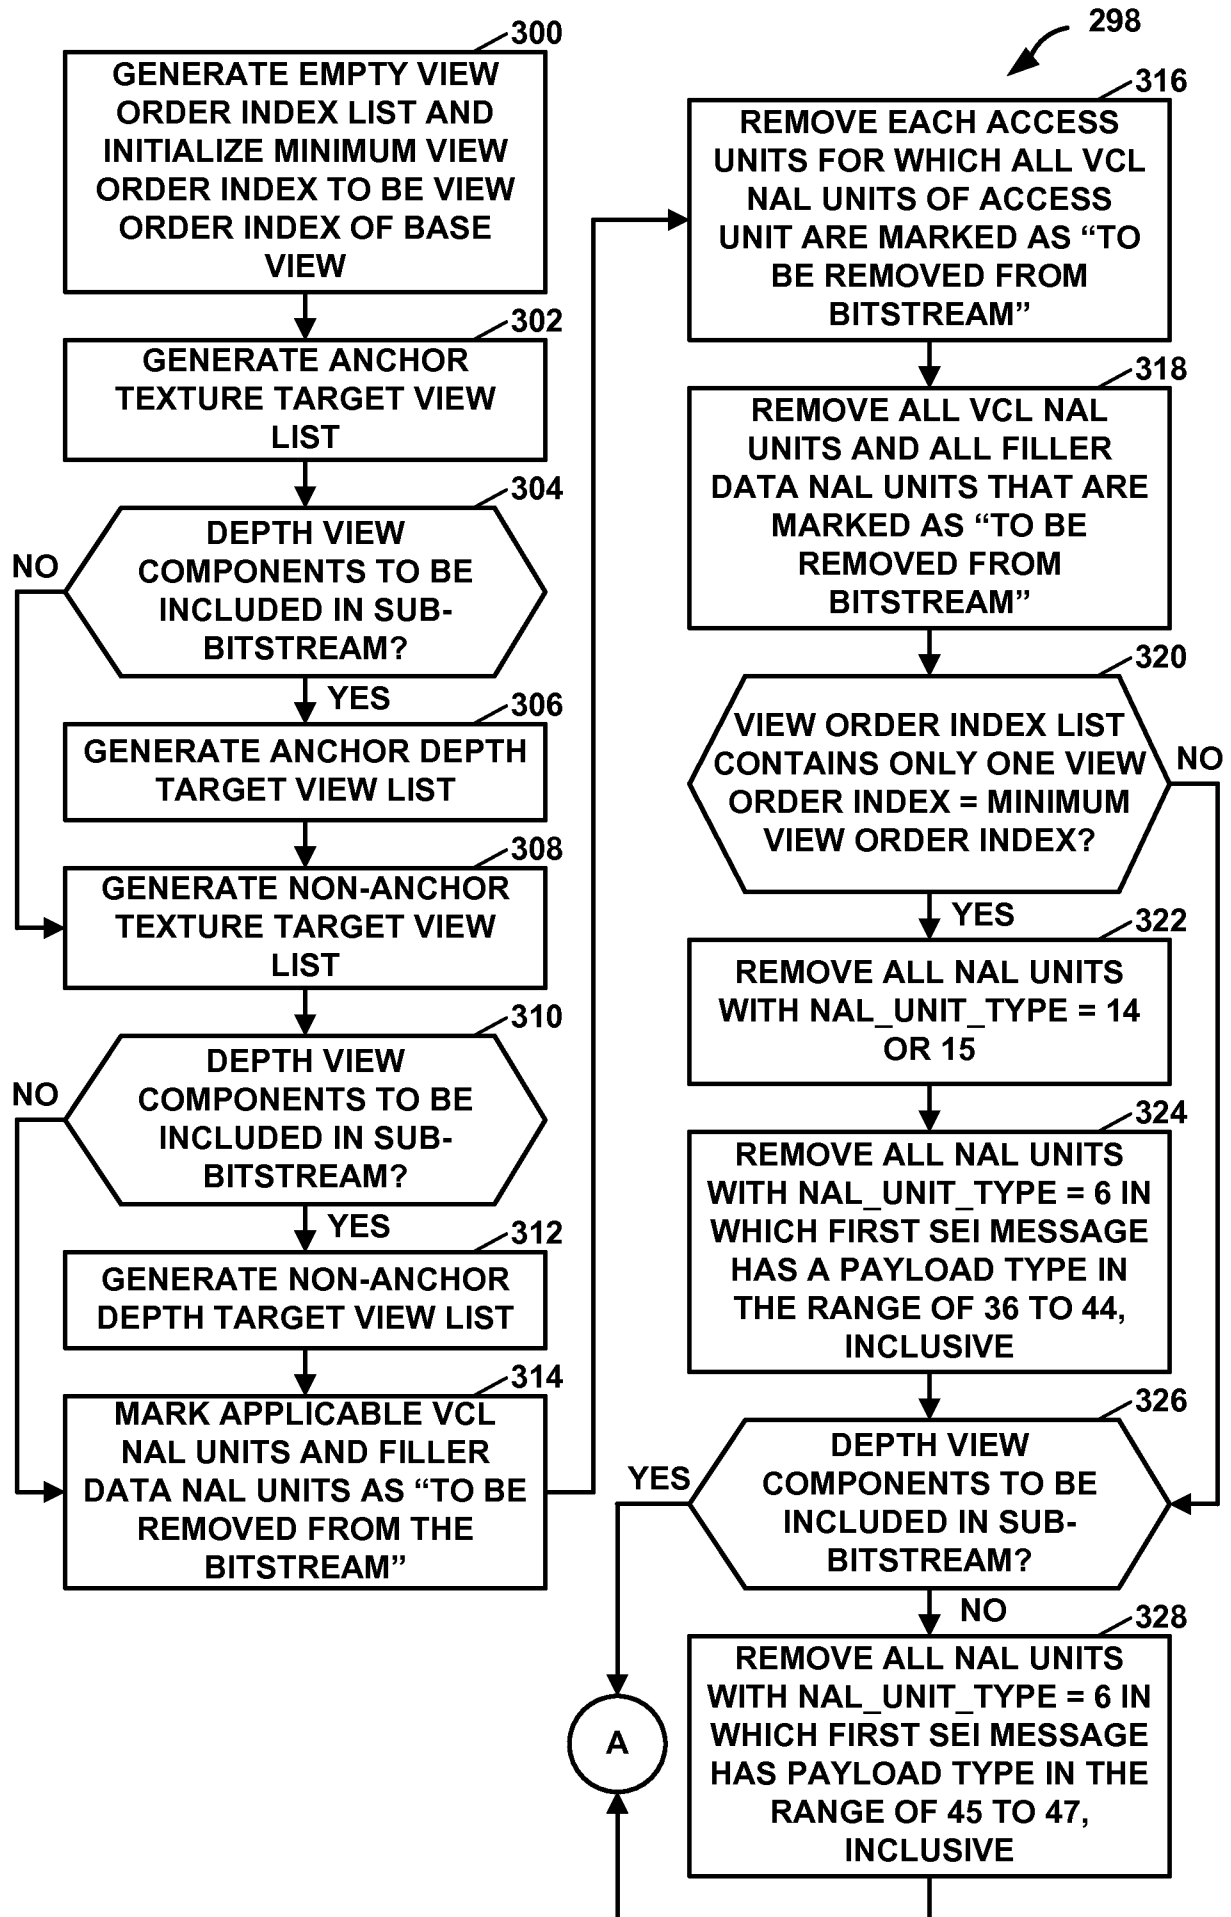 300
GENERATE EMPTY VIEW
ORDER INDEX LIST AND
INITIALIZE MINIMUM VIEW
ORDER INDEX TO BE VIEW
ORDER INDEX OF BASE
VIEW
302
GENERATE ANCHOR
TEXTURE TARGET VIEW
LIST
304
DEPTH VIEW
COMPONENTS TO BE
INCLUDED IN SUB-
BITSTREAM?
NO
YES
306
GENERATE ANCHOR DEPTH
TARGET VIEW LIST
308
GENERATE NON-ANCHOR
TEXTURE TARGET VIEW
LIST
310
DEPTH VIEW
COMPONENTS TO BE
INCLUDED IN SUB-
BITSTREAM?
NO
YES
312
GENERATE NON-ANCHOR
DEPTH TARGET VIEW LIST
314
MARK APPLICABLE VCL
NAL UNITS AND FILLER
DATA NAL UNITS AS “TO BE
REMOVED FROM THE
BITSTREAM”
298
316
REMOVE EACH ACCESS
UNITS FOR WHICH ALL VCL
NAL UNITS OF ACCESS
UNIT ARE MARKED AS “TO
BE REMOVED FROM
BITSTREAM”
318
REMOVE ALL VCL NAL
UNITS AND ALL FILLER
DATA NAL UNITS THAT ARE
MARKED AS “TO BE
REMOVED FROM
BITSTREAM”
320
VIEW ORDER INDEX LIST
CONTAINS ONLY ONE VIEW
ORDER INDEX = MINIMUM
VIEW ORDER INDEX?
NO
YES
322
REMOVE ALL NAL UNITS
WITH NAL_UNIT_TYPE = 14
OR 15
324
REMOVE ALL NAL UNITS
WITH NAL_UNIT_TYPE = 6 IN
WHICH FIRST SEI MESSAGE
HAS A PAYLOAD TYPE IN
THE RANGE OF 36 TO 44,
INCLUSIVE
326
DEPTH VIEW
COMPONENTS TO BE
INCLUDED IN SUB-
BITSTREAM?
YES
NO
328
REMOVE ALL NAL UNITS
WITH NAL_UNIT_TYPE = 6 IN
WHICH FIRST SEI MESSAGE
HAS PAYLOAD TYPE IN THE
RANGE OF 45 TO 47,
INCLUSIVE
A